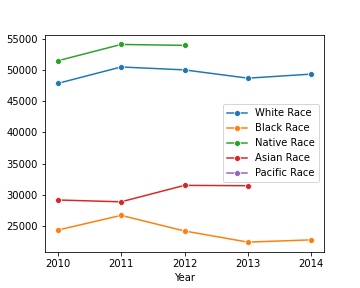 55000
50000
45000
40000
35000
30000
25000
White Race
Black Race
Native Race
Asian Race
Pacific Race
2010 2011 2012 2013 2014
Year